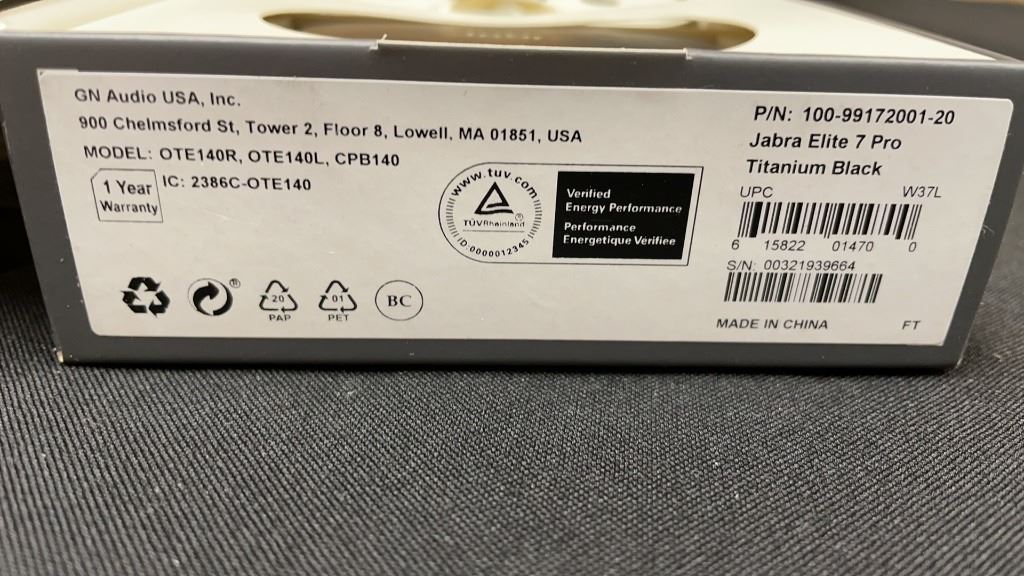 GN Audio USA, Inc.
900 Chelmsford St, Tower 2, Floor 8, Lowell, MA 01851, USA
MODEL: OTE140R, OTE140L, CPB140
1 Year
Warranty
IC: 2386C-OTE140
www.tuv.com
TÜVRheinland
®
ID:0000012345
Verified
Energy Performance
Performance
Energetique Vérifiée
P/N: 100-99172001-20
Jabra Elite 7 Pro
Titanium Black
UPC W37L
6 15822 01470 0
S/N: 00321939664
MADE IN CHINA FT
®
20
PAP
01
PET
BC